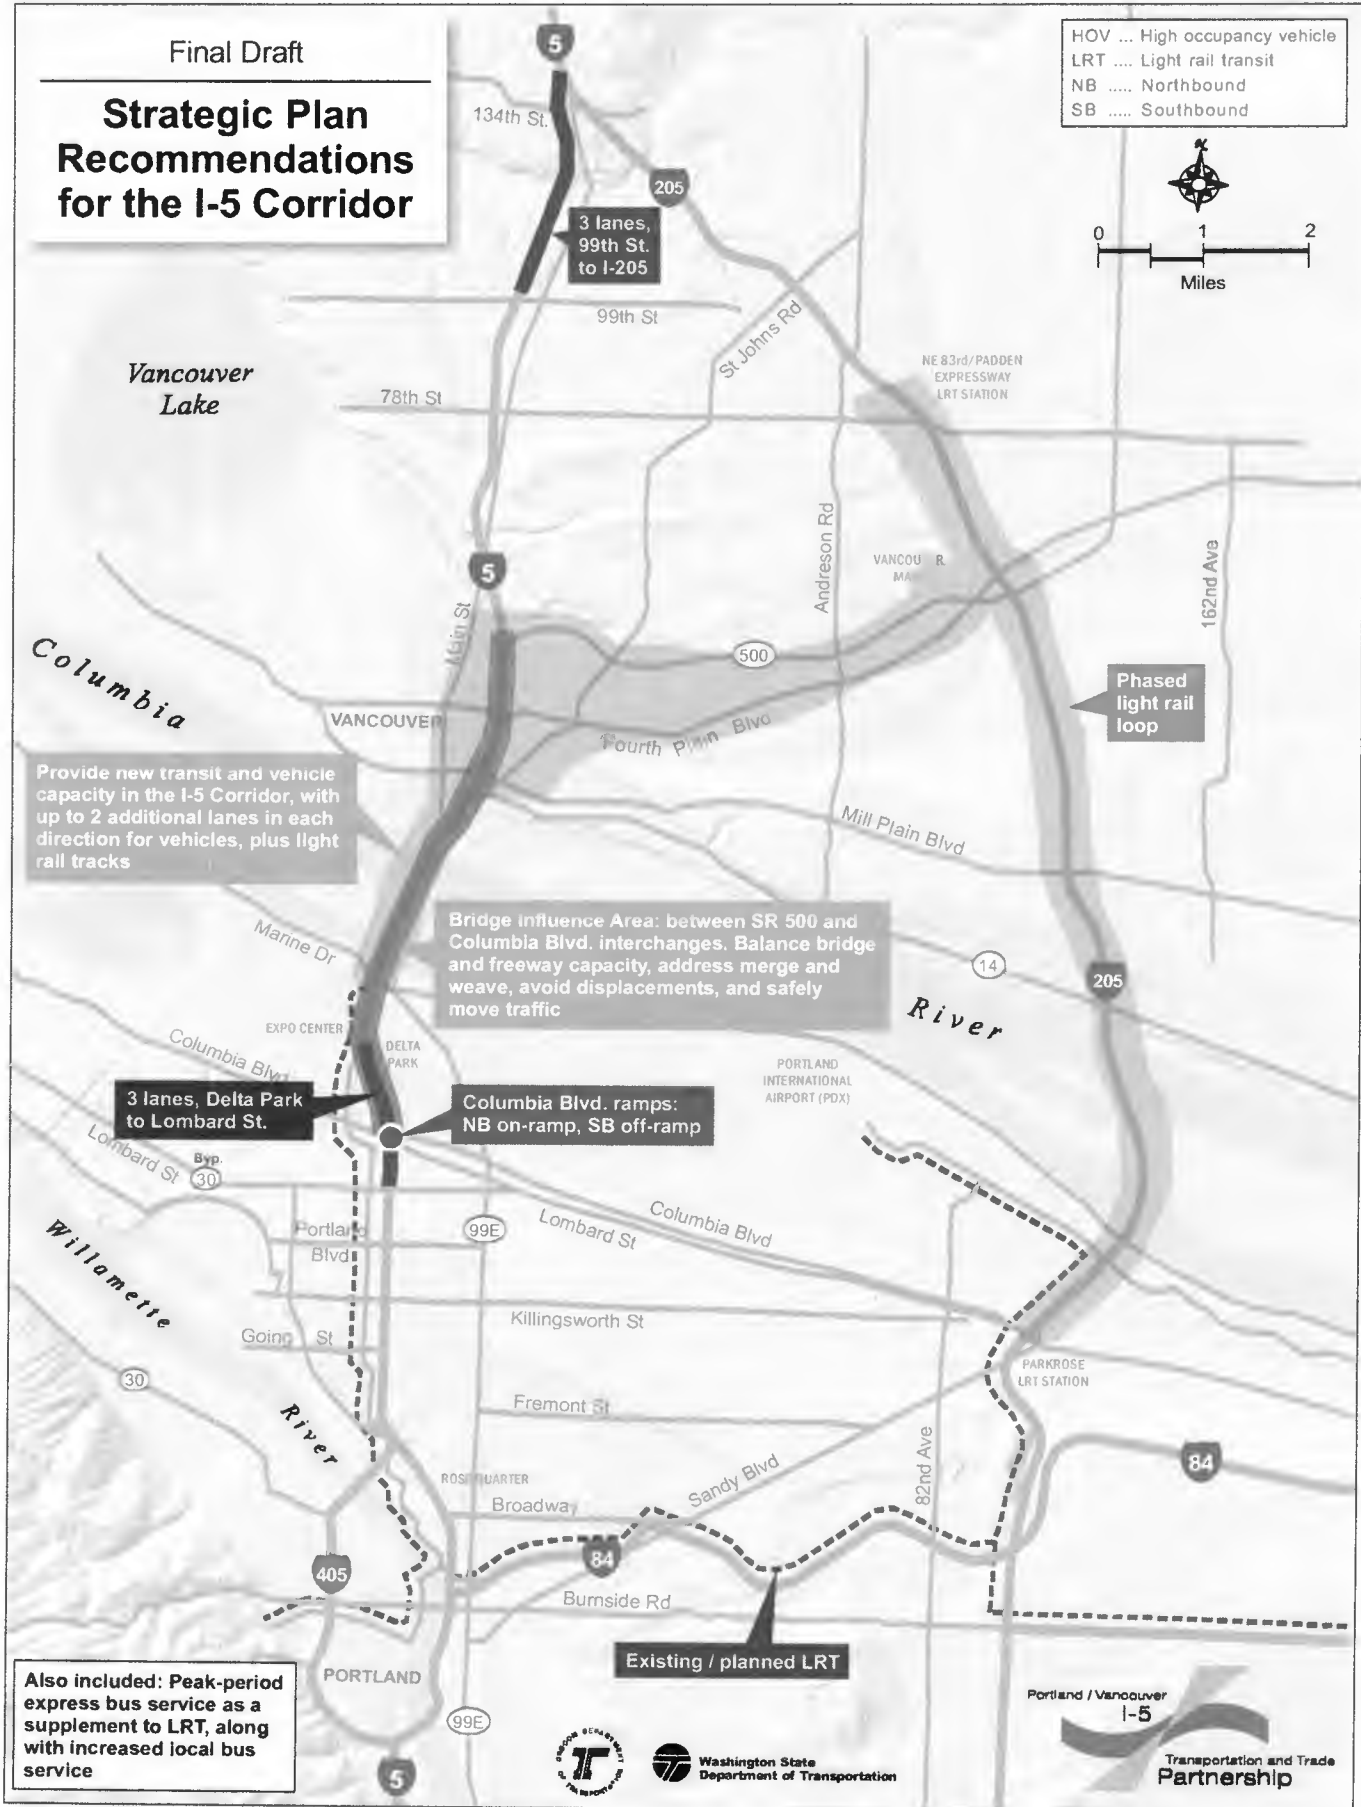 Final Draft
Strategic Plan
Recommendations
for the I-5 Corridor
HOV ... High occupancy vehicle
LRT .... Light rail transit
NB ..... Northbound
SB ..... Southbound
N
0 1 2
Miles
5
134th St.
205
3 lanes,
99th St.
to I-205
99th St
St Johns Rd
Vancouver
Lake
78th St
NE 83rd/PADDEN
EXPRESSWAY
LRT STATION
Andreson Rd
162nd Ave
5
Main St
500
Columbia
VANCOUVER
Fourth Plain Blvd
Phased
light rail
loop
Provide new transit and vehicle
capacity in the I-5 Corridor, with
up to 2 additional lanes in each
direction for vehicles, plus light
rail tracks
Mill Plain Blvd
Marine Dr
Bridge influence Area: between SR 500 and
Columbia Blvd. interchanges. Balance bridge
and freeway capacity, address merge and
weave, avoid displacements, and safely
move traffic
14
205
River
EXPO CENTER
DELTA
PARK
Columbia Blvd
PORTLAND
INTERNATIONAL
AIRPORT (PDX)
3 lanes, Delta Park
to Lombard St.
Columbia Blvd. ramps:
NB on-ramp, SB off-ramp
Lombard St
Byp.
30
Willamette
Portland
Blvd
99E
Lombard St
Columbia Blvd
Killingsworth St
Going St
30
PARKROSE
LRT STATION
River
Fremont St
82nd Ave
84
ROSE QUARTER
Broadway
Sandy Blvd
84
405
Burnside Rd
Existing / planned LRT
PORTLAND
99E
5
Also included: Peak-period
express bus service as a
supplement to LRT, along
with increased local bus
service
OREGON DEPARTMENT
OF TRANSPORTATION
Washington State
Department of Transportation
Portland / Vancouver
I-5
Transportation and Trade
Partnership